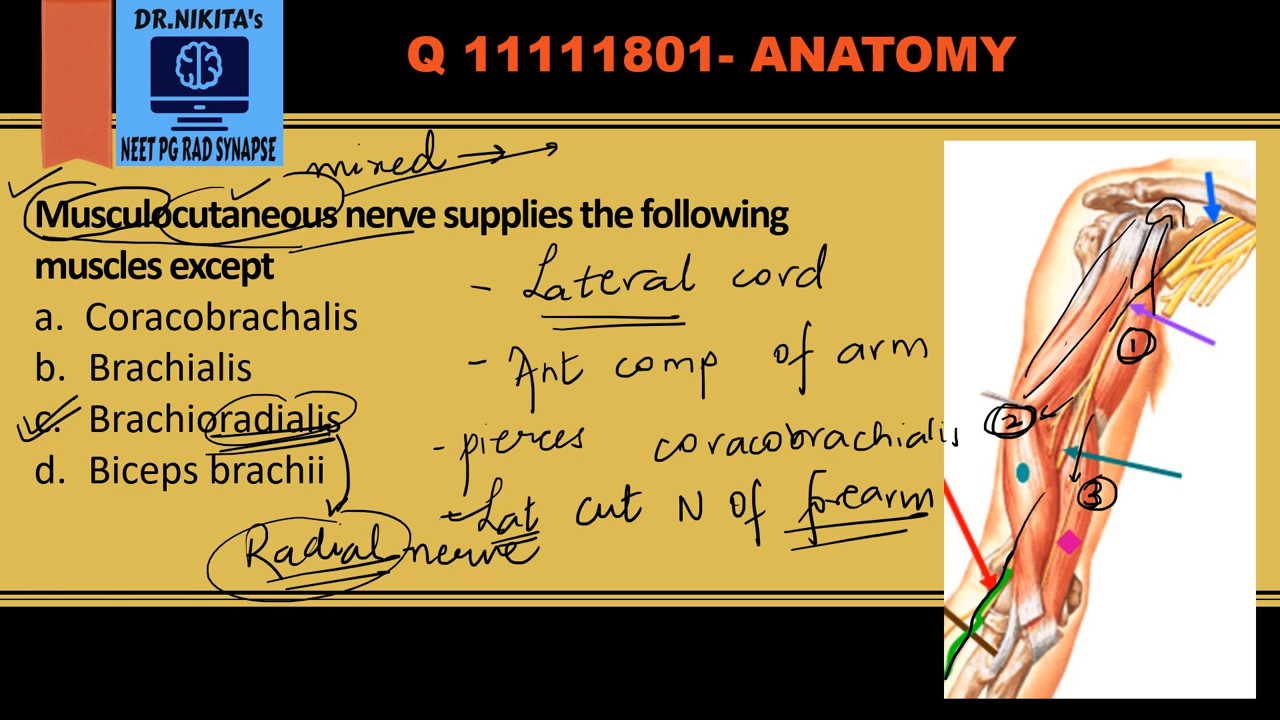 DR.NIKITA's
NEET PG RAD SYNAPSE
Q 11111801- ANATOMY
mixed →
Musculocutaneous nerve supplies the following
muscles except
a. Coracobrachalis
b. Brachialis
c. Brachioradialis
d. Biceps brachii
Radial nerve
- Lateral cord
- Ant comp of arm
- pierces coracobrachialis
- Lat cut N of forearm
1
2
3